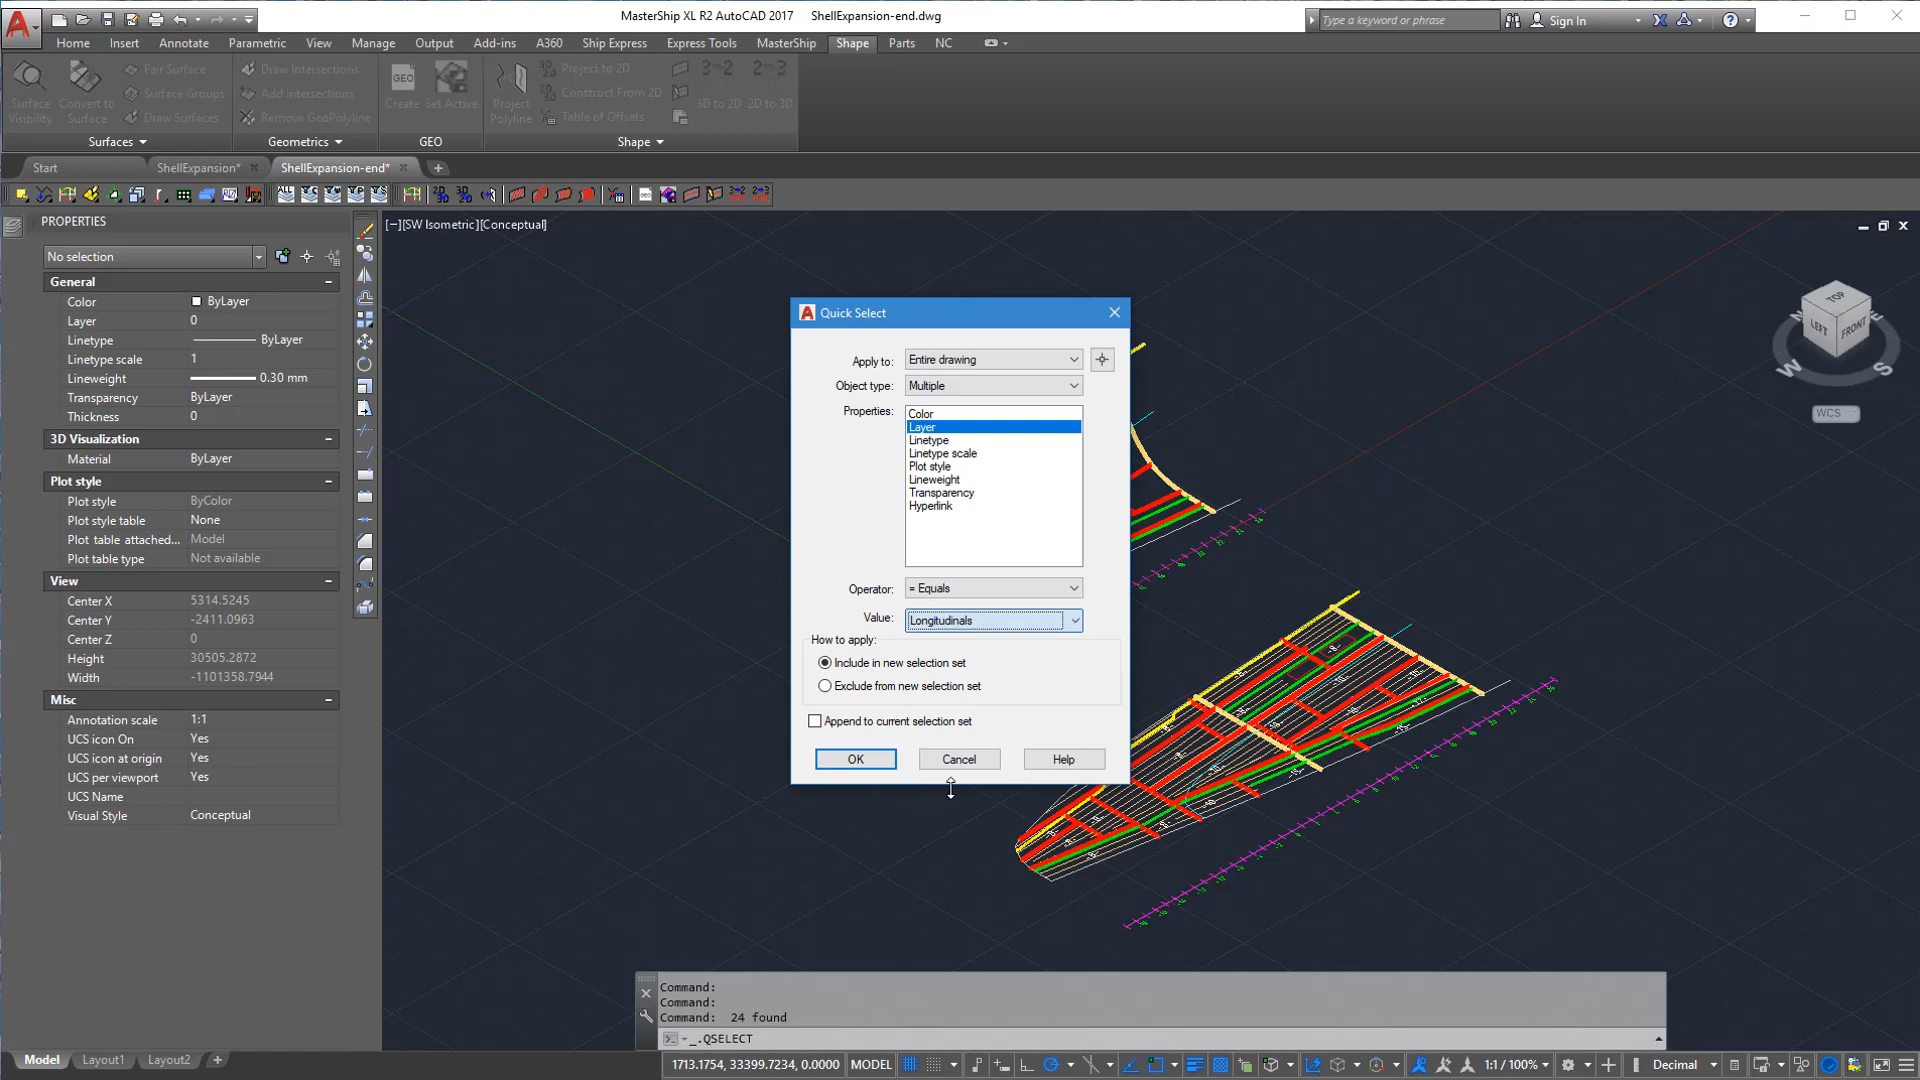 MasterShip XL R2 AutoCAD 2017 ShellExpansion-end.dwg
Type a keyword or phrase
Sign In
Home Insert Annotate Parametric View Manage Output Add-ins A360 Ship Express Express Tools MasterShip Shape Parts NC
Surface Visibility
Convert to Surface
Fair Surface
Surface Groups
Draw Surfaces
Draw Intersections
Add Intersections
Remove GeoPolyline
GEO
Create Set Active
Project Polyline
Project to 2D
Construct From 2D
Table of Offsets
3D to 2D 2D to 3D
Surfaces Geometrics GEO Shape
Start ShellExpansion* ShellExpansion-end*
PROPERTIES
No selection
General
Color ByLayer
Layer 0
Linetype ByLayer
Linetype scale 1
Lineweight 0.30 mm
Transparency ByLayer
Thickness 0
3D Visualization
Material ByLayer
Plot style
Plot style ByColor
Plot style table None
Plot table attached... Model
Plot table type Not available
View
Center X 5314.5245
Center Y -2411.0963
Center Z 0
Height 30505.2872
Width -1101358.7944
Misc
Annotation scale 1:1
UCS icon On Yes
UCS icon at origin Yes
UCS per viewport Yes
UCS Name
Visual Style Conceptual
[−][SW Isometric][Conceptual]
TOP
LEFT FRONT
W S
WCS
Quick Select
Apply to: Entire drawing
Object type: Multiple
Properties:
Color
Layer
Linetype
Linetype scale
Plot style
Lineweight
Transparency
Hyperlink
Operator: = Equals
Value: Longitudinals
How to apply:
Include in new selection set
Exclude from new selection set
Append to current selection set
OK Cancel Help
Command:
Command:
Command: 24 found
_.QSELECT
Model Layout1 Layout2
1713.1754, 33399.7234, 0.0000 MODEL 1:1 / 100% Decimal